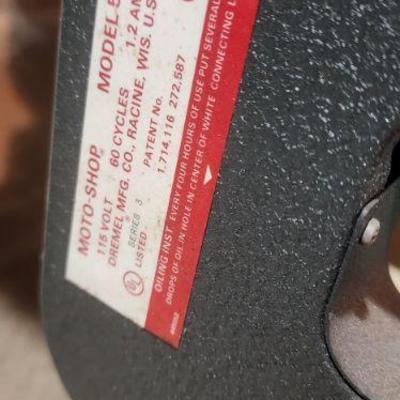 MOTO-SHOP® MODEL
115 VOLT 60 CYCLES 1.2
DREMEL MFG. CO., RACINE, WIS. U.S.
SERIES 3 PATENT No.
UL® LISTED 1,714,116 272,687
OILING INST. EVERY FOUR HOURS OF USE PUT SEVERAL
DROPS OF OIL IN HOLE IN CENTER OF WHITE CONNECTING